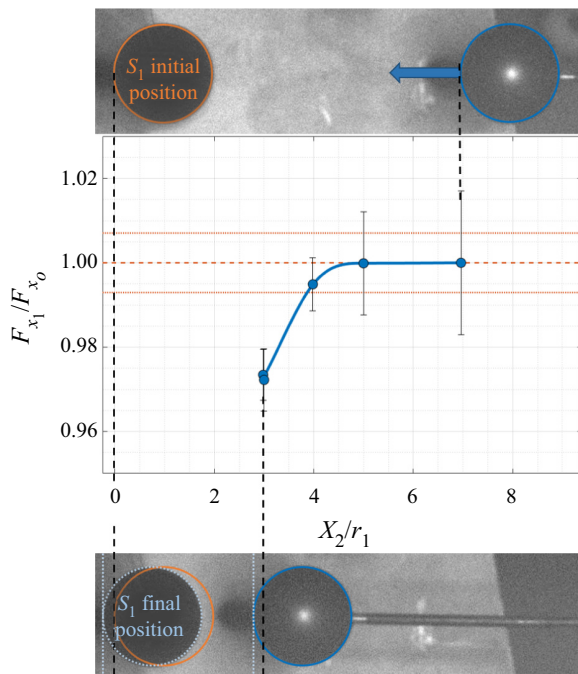 S₁ initial
position
1.02
1.00
0.98
0.96
Fₓ₁/Fₓₒ
0 2 4 6 8
X₂/r₁
S₁ final
position